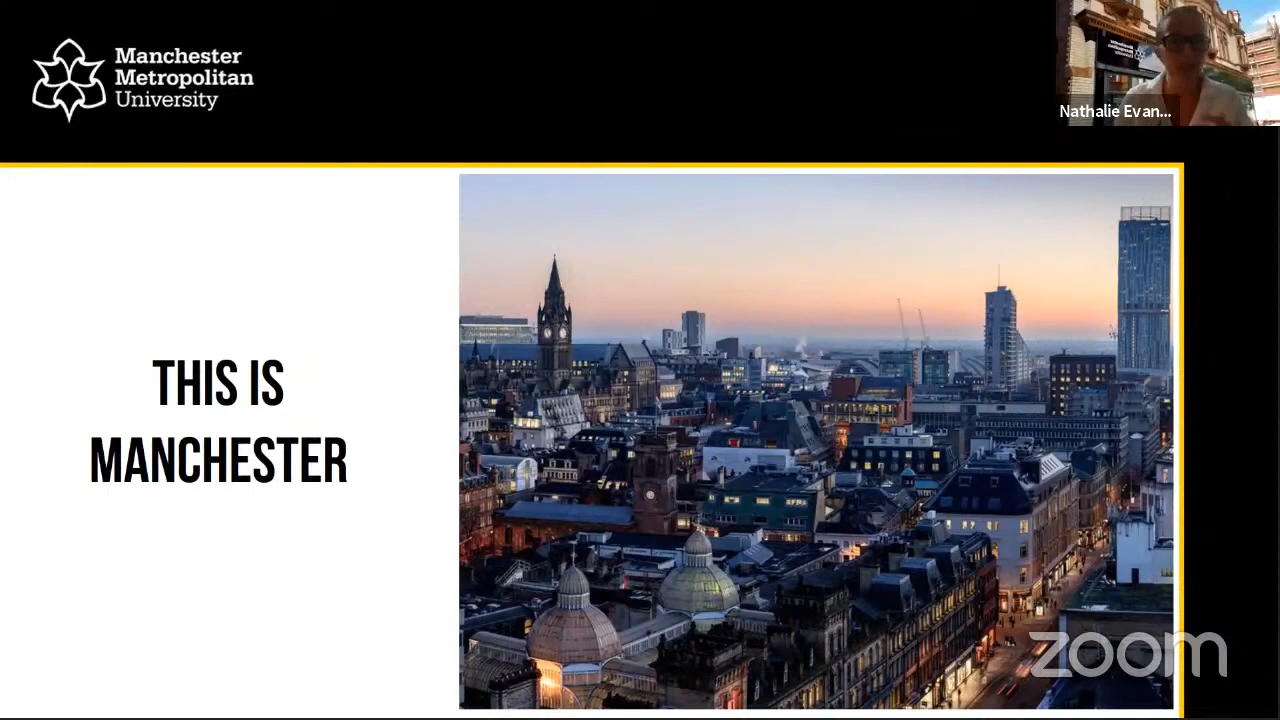 Manchester
Metropolitan
University
Nathalie Evan...
THIS IS
MANCHESTER
zoom